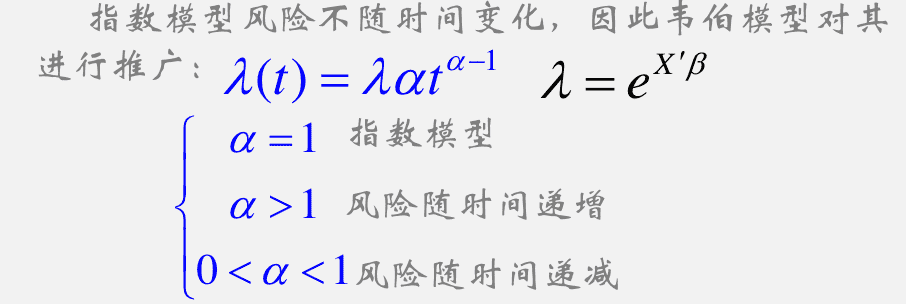 指数模型风险不随时间变化，因此韦伯模型对其
进行推广： λ(t) = λαt^{α−1} λ = e^{X′β}
α = 1 指数模型
α > 1 风险随时间递增
0 < α < 1 风险随时间递减